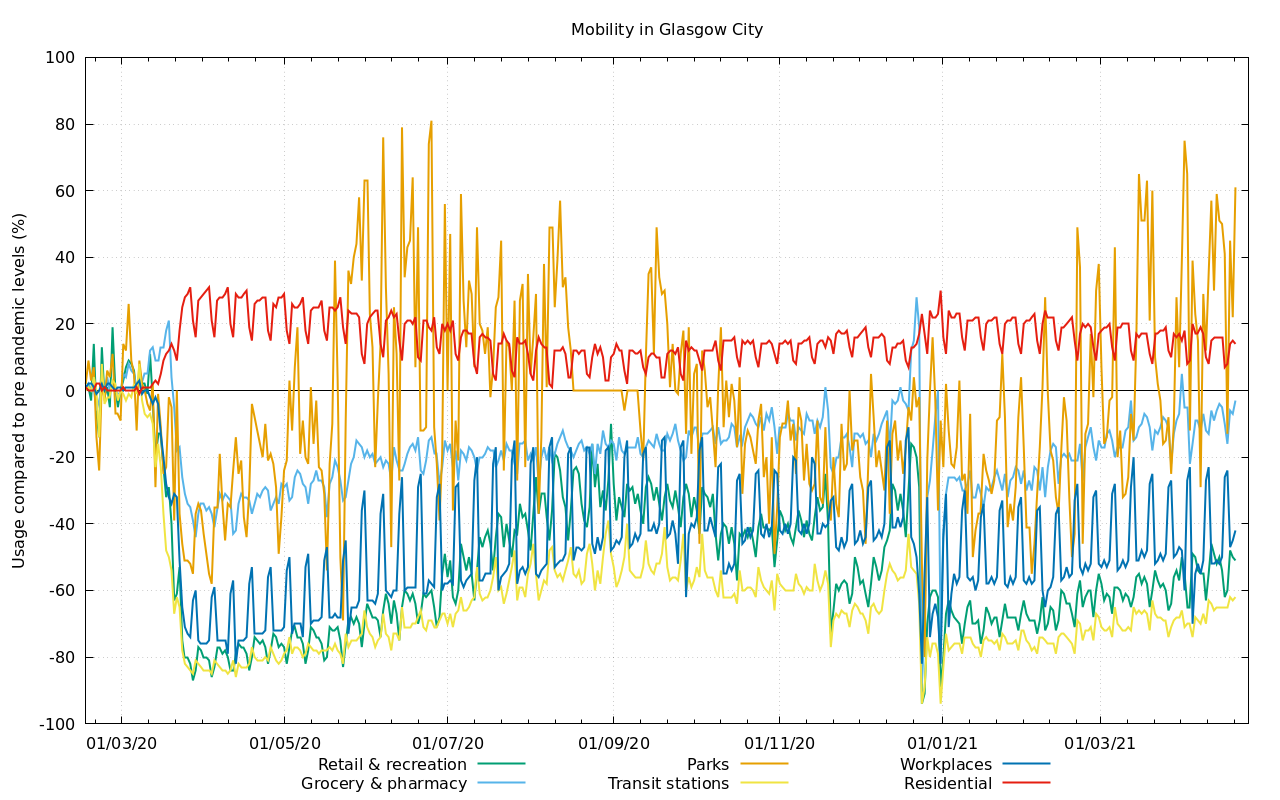 Mobility in Glasgow City
Usage compared to pre pandemic levels (%)
100
80
60
40
20
0
-20
-40
-60
-80
-100
01/03/20 01/05/20 01/07/20 01/09/20 01/11/20 01/01/21 01/03/21
Retail & recreation Parks Workplaces
Grocery & pharmacy Transit stations Residential